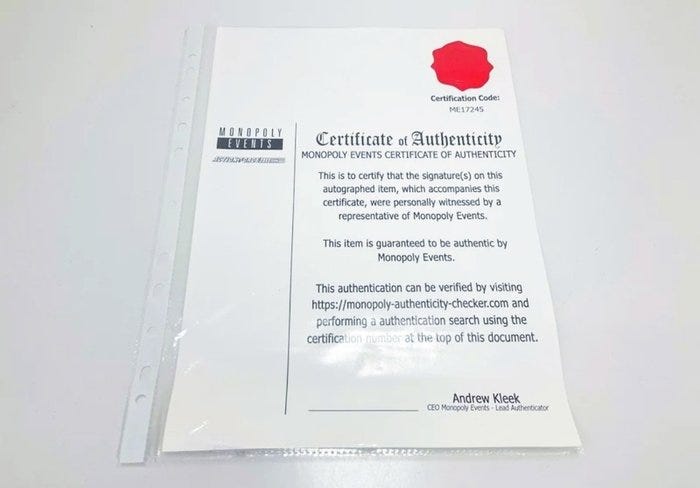 Certification Code:
ME17245
MONOPOLY
EVENTS
Certificate of Authenticity
MONOPOLY EVENTS CERTIFICATE OF AUTHENTICITY
This is to certify that the signature(s) on this
autographed item, which accompanies this
certificate, were personally witnessed by a
representative of Monopoly Events.
This item is guaranteed to be authentic by
Monopoly Events.
This authentication can be verified by visiting
https://monopoly-authenticity-checker.com and
performing a authentication search using the
certification number at the top of this document.
Andrew Kleek
CEO Monopoly Events - Lead Authenticator